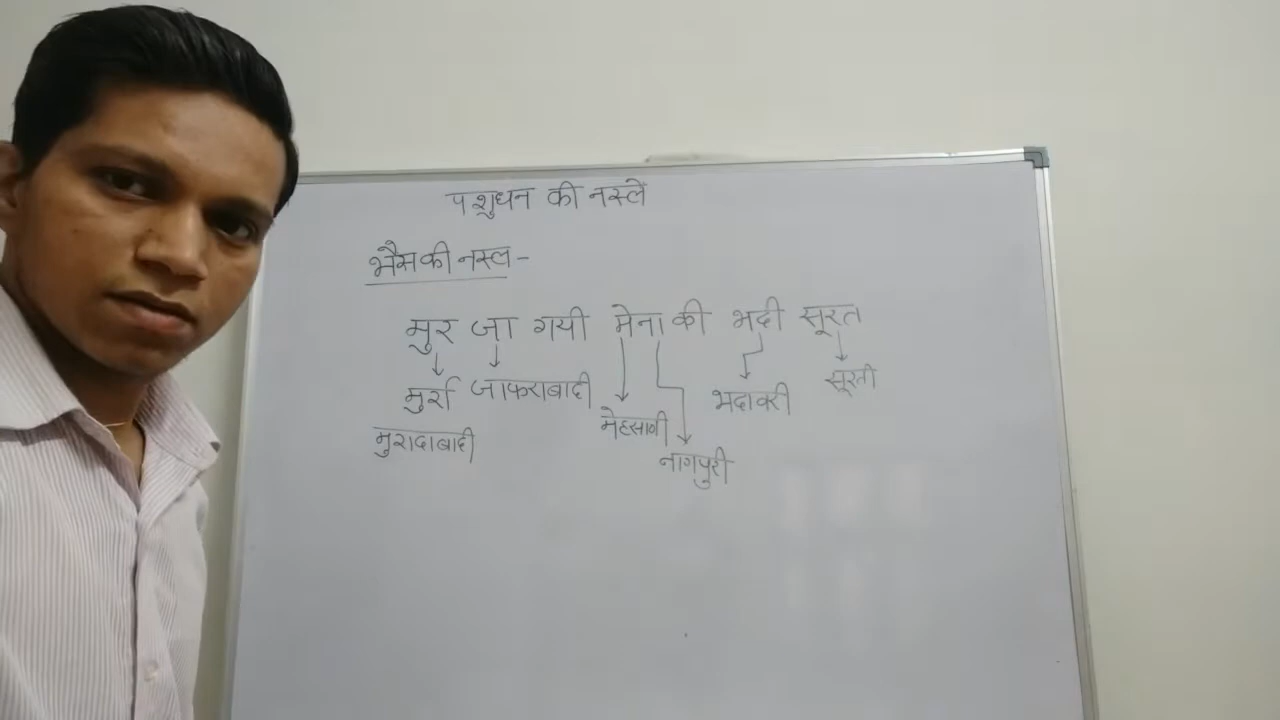 पशुधन की नस्ले
भैस की नस्ल -
मुर जा गयी मेना की भदी सूरत
मुर्रा जाफराबादी मेहसानी नागपुरी भदावरी सूरती
मुरादाबादी